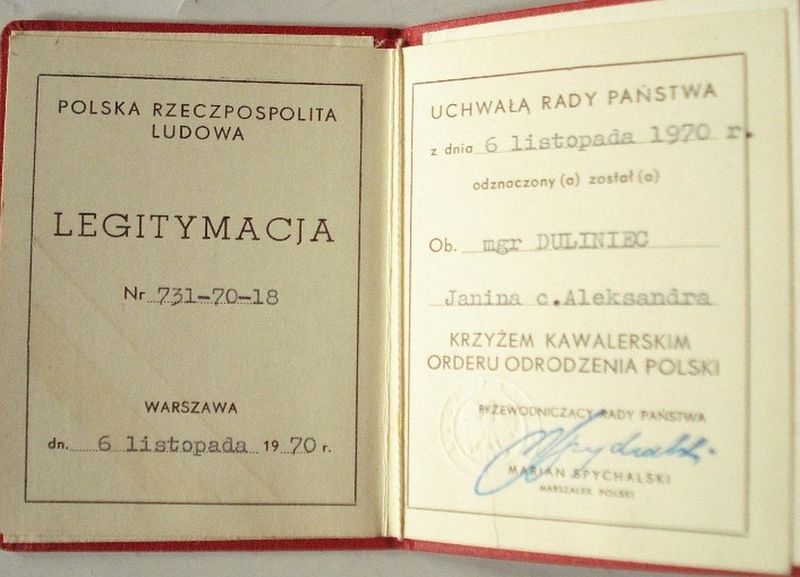 POLSKA RZECZPOSPOLITA
LUDOWA
LEGITYMACJA
Nr 731-70-18
WARSZAWA
dn. 6 listopada 1970 r.
UCHWAŁĄ RADY PAŃSTWA
z dnia 6 listopada 1970 r.
odznaczony (a) został (a)
Ob. mgr DULINIEC
Janina c.Aleksandra
KRZYŻEM KAWALERSKIM
ORDERU ODRODZENIA POLSKI
PRZEWODNICZĄCY RADY PAŃSTWA
MARIAN SPYCHALSKI
MARSZAŁEK POLSKI